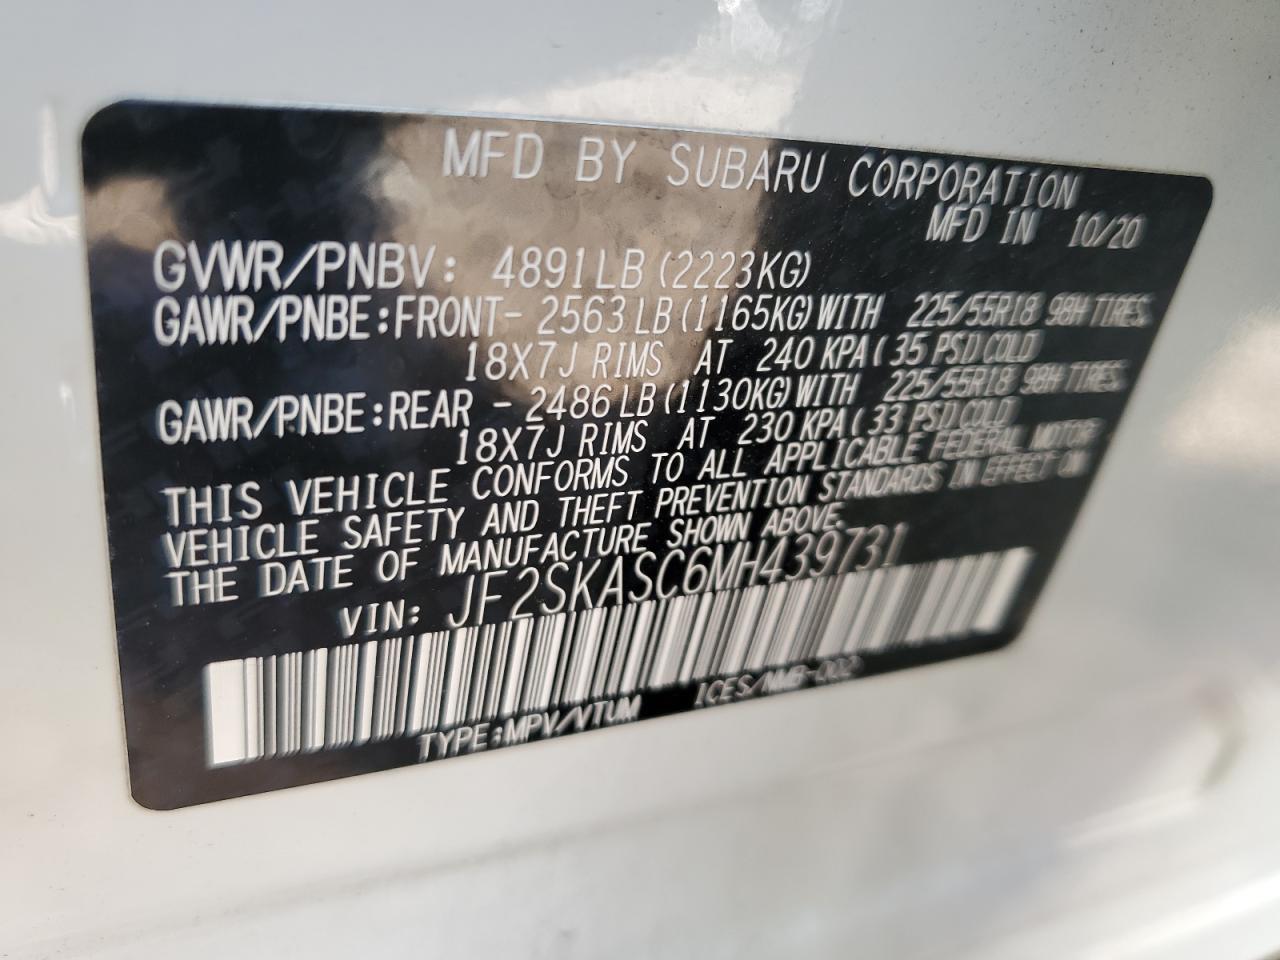 MFD BY SUBARU CORPORATION
MFD IN 10/20
GVWR/PNBV: 4891LB (2223KG)
GAWR/PNBE:FRONT- 2563LB(1165KG)WITH 225/55R18 98H TIRES
18X7J RIMS AT 240 KPA(35 PSI)COLD
GAWR/PNBE:REAR - 2486LB(1130KG)WITH 225/55R18 98H TIRES
18X7J RIMS AT 230 KPA(33 PSI)COLD
THIS VEHICLE CONFORMS TO ALL APPLICABLE FEDERAL MOTOR
VEHICLE SAFETY AND THEFT PREVENTION STANDARDS IN EFFECT ON
THE DATE OF MANUFACTURE SHOWN ABOVE.
VIN: JF2SKASC6MH439731
TYPE:MPV/VTUM ICES/NMB-002